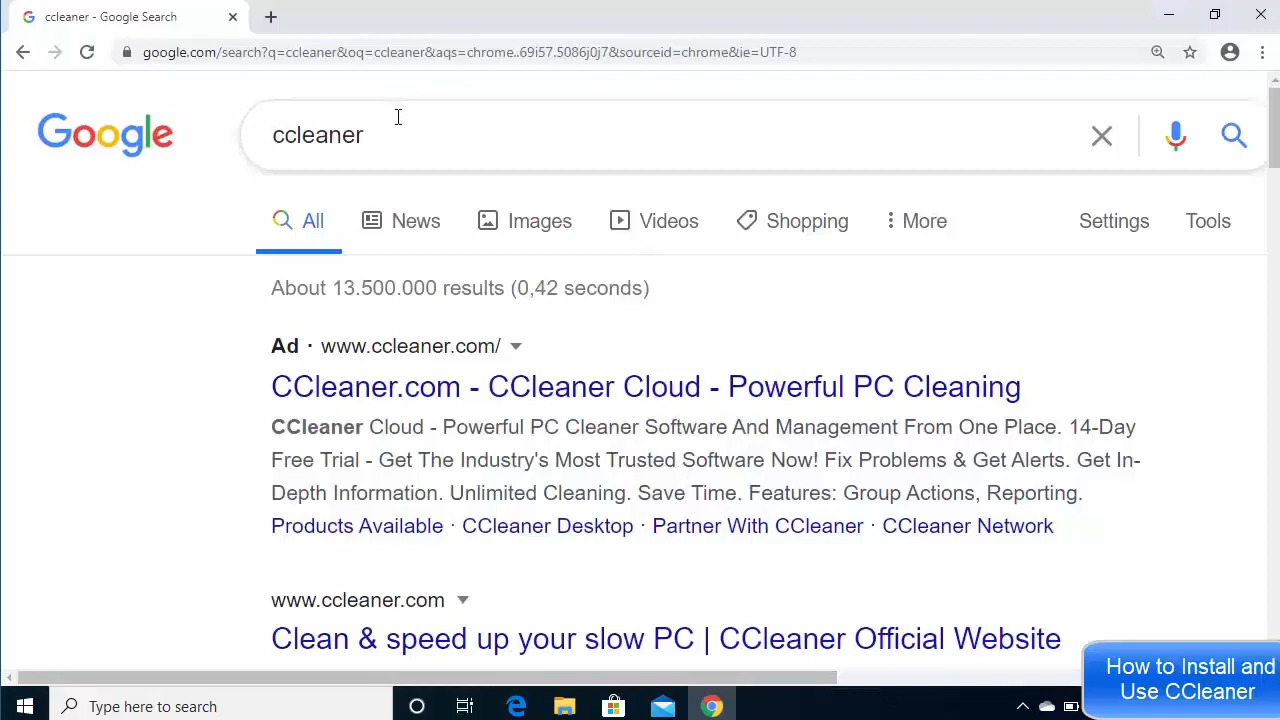 ccleaner - Google Search
google.com/search?q=ccleaner&oq=ccleaner&aqs=chrome..69i57.5086j0j7&sourceid=chrome&ie=UTF-8
Google
ccleaner
All News Images Videos Shopping More Settings Tools
About 13.500.000 results (0,42 seconds)
Ad · www.ccleaner.com/
CCleaner.com - CCleaner Cloud - Powerful PC Cleaning
CCleaner Cloud - Powerful PC Cleaner Software And Management From One Place. 14-Day
Free Trial - Get The Industry's Most Trusted Software Now! Fix Problems & Get Alerts. Get In-
Depth Information. Unlimited Cleaning. Save Time. Features: Group Actions, Reporting.
Products Available · CCleaner Desktop · Partner With CCleaner · CCleaner Network
www.ccleaner.com
Clean & speed up your slow PC | CCleaner Official Website
How to Install and
Use CCleaner
Type here to search